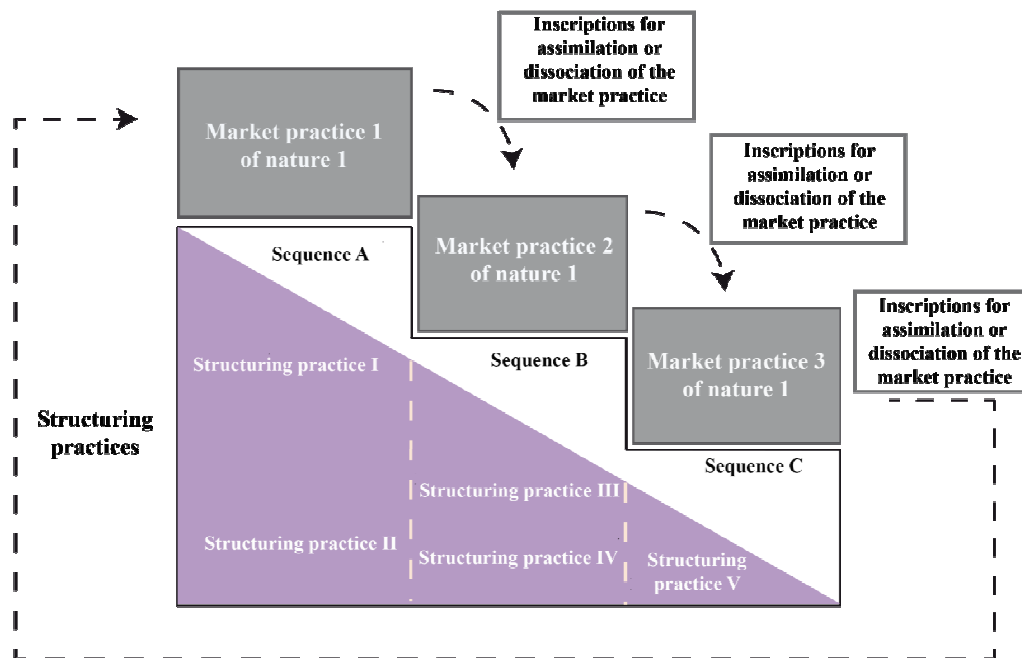 Inscriptions for
assimilation or
dissociation of the
market practice
Market practice 1
of nature 1
Inscriptions for
assimilation or
dissociation of the
market practice
Sequence A
Market practice 2
of nature 1
Inscriptions for
assimilation or
dissociation of the
market practice
Structuring practice I
Sequence B
Market practice 3
of nature 1
Structuring
practices
Sequence C
Structuring practice III
Structuring practice II
Structuring practice IV
Structuring
practice V